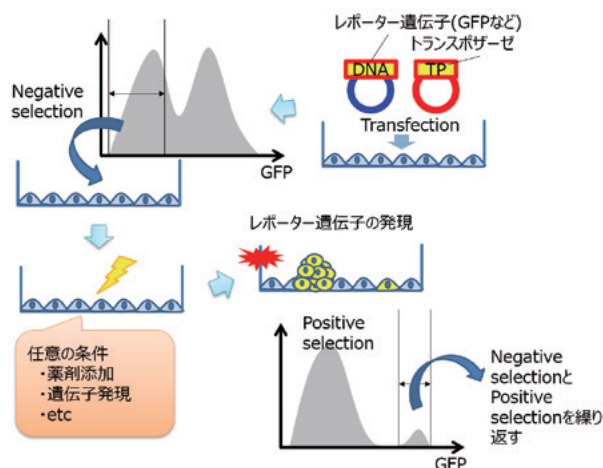 レポーター遺伝子(GFPなど)
トランスポザーゼ
DNA
TP
Transfection
Negative
selection
GFP
レポーター遺伝子の発現
任意の条件
・薬剤添加
・遺伝子発現
・etc
Positive
selection
GFP
Negative
selectionと
Positive
selectionを繰り
返す